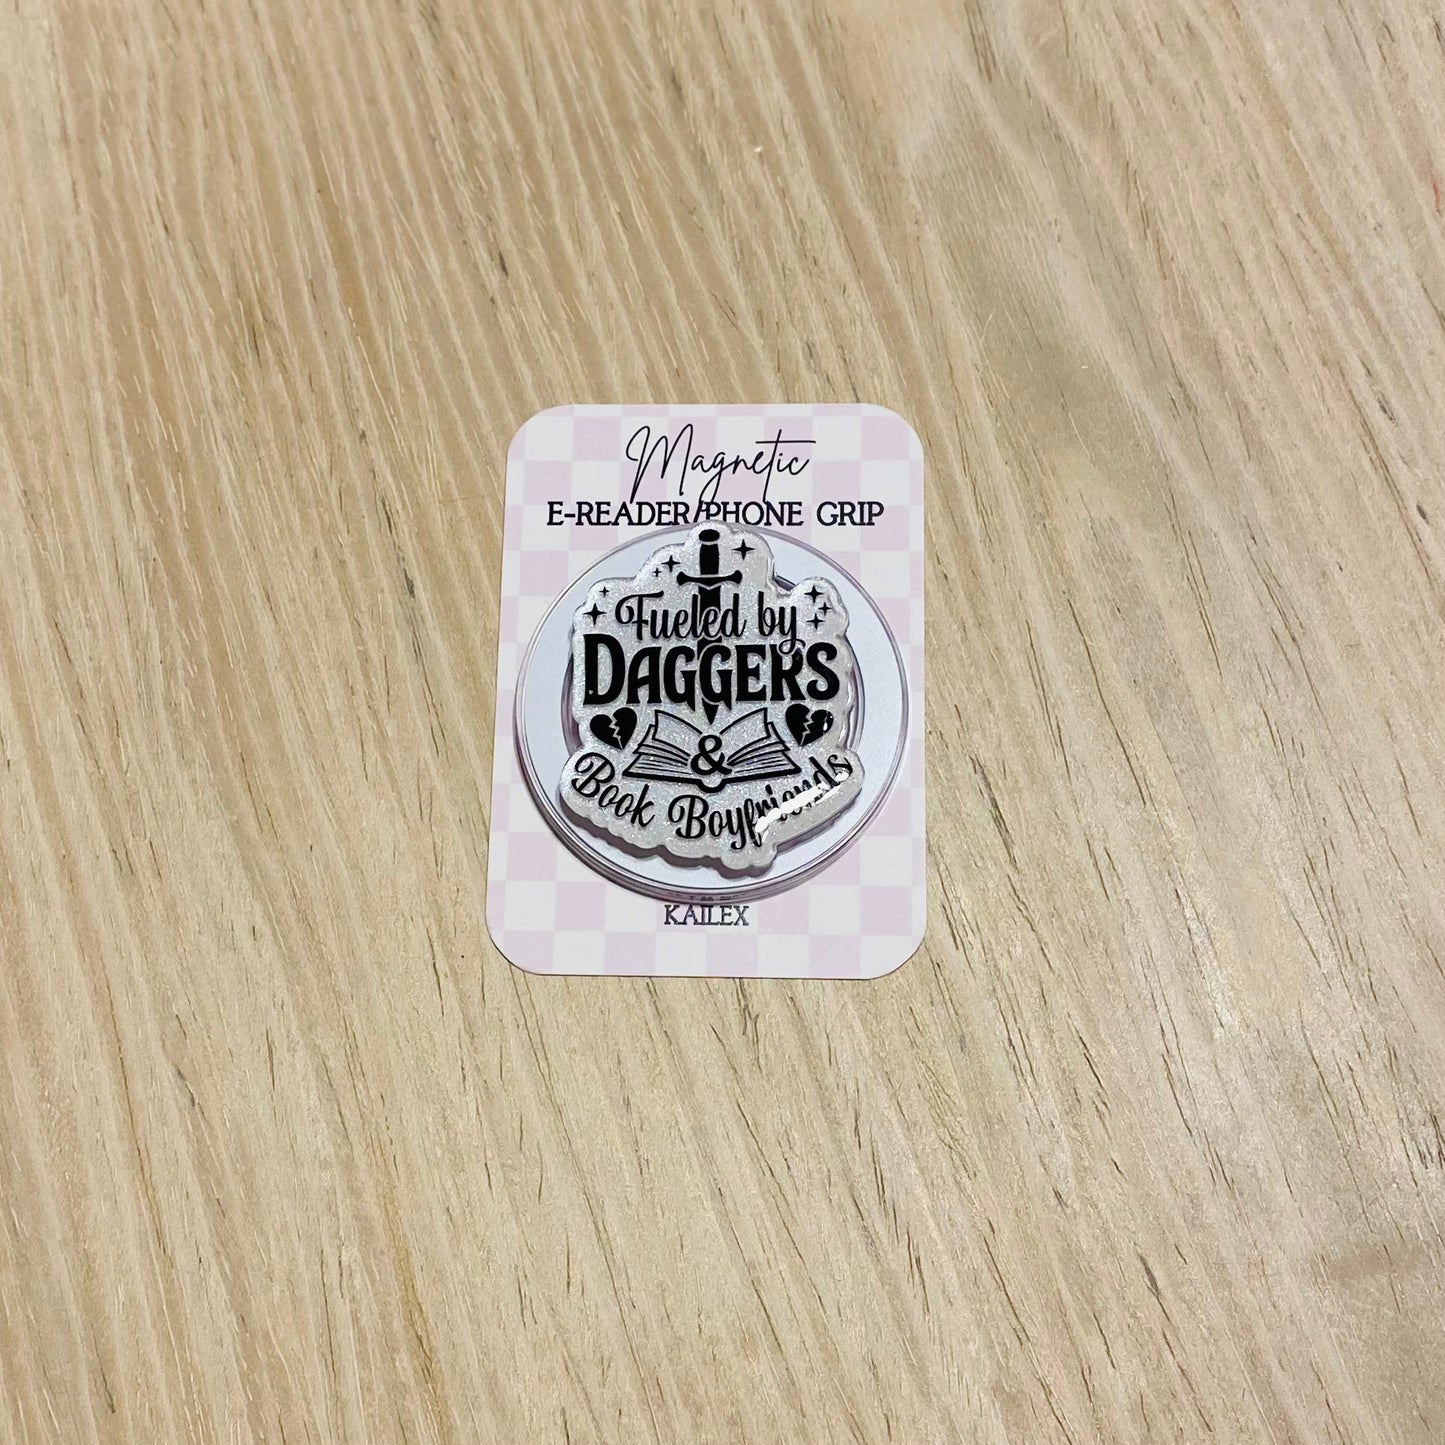 Magnetic
E-READER/PHONE GRIP
Fueled by
DAGGERS
&
Book Boyfriends
KAILEX